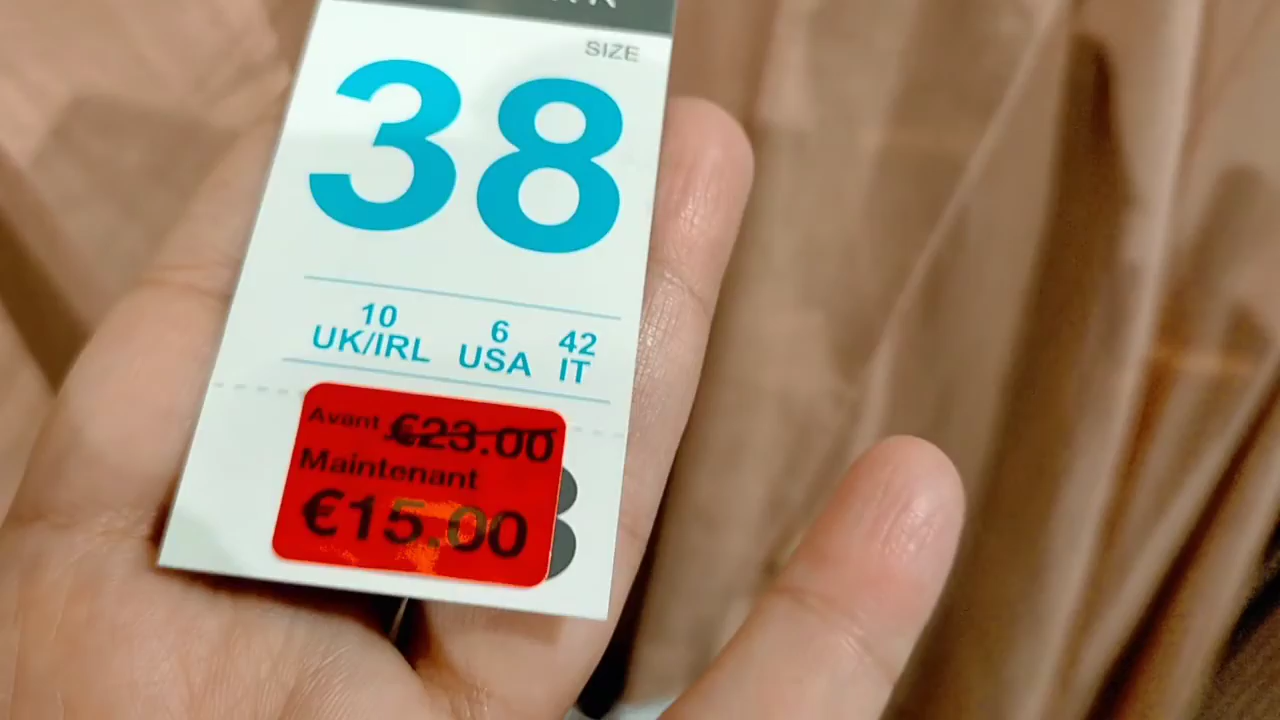 SIZE
38
10 6 42
UK/IRL USA IT
Avant €23.00
Maintenant
€15.00